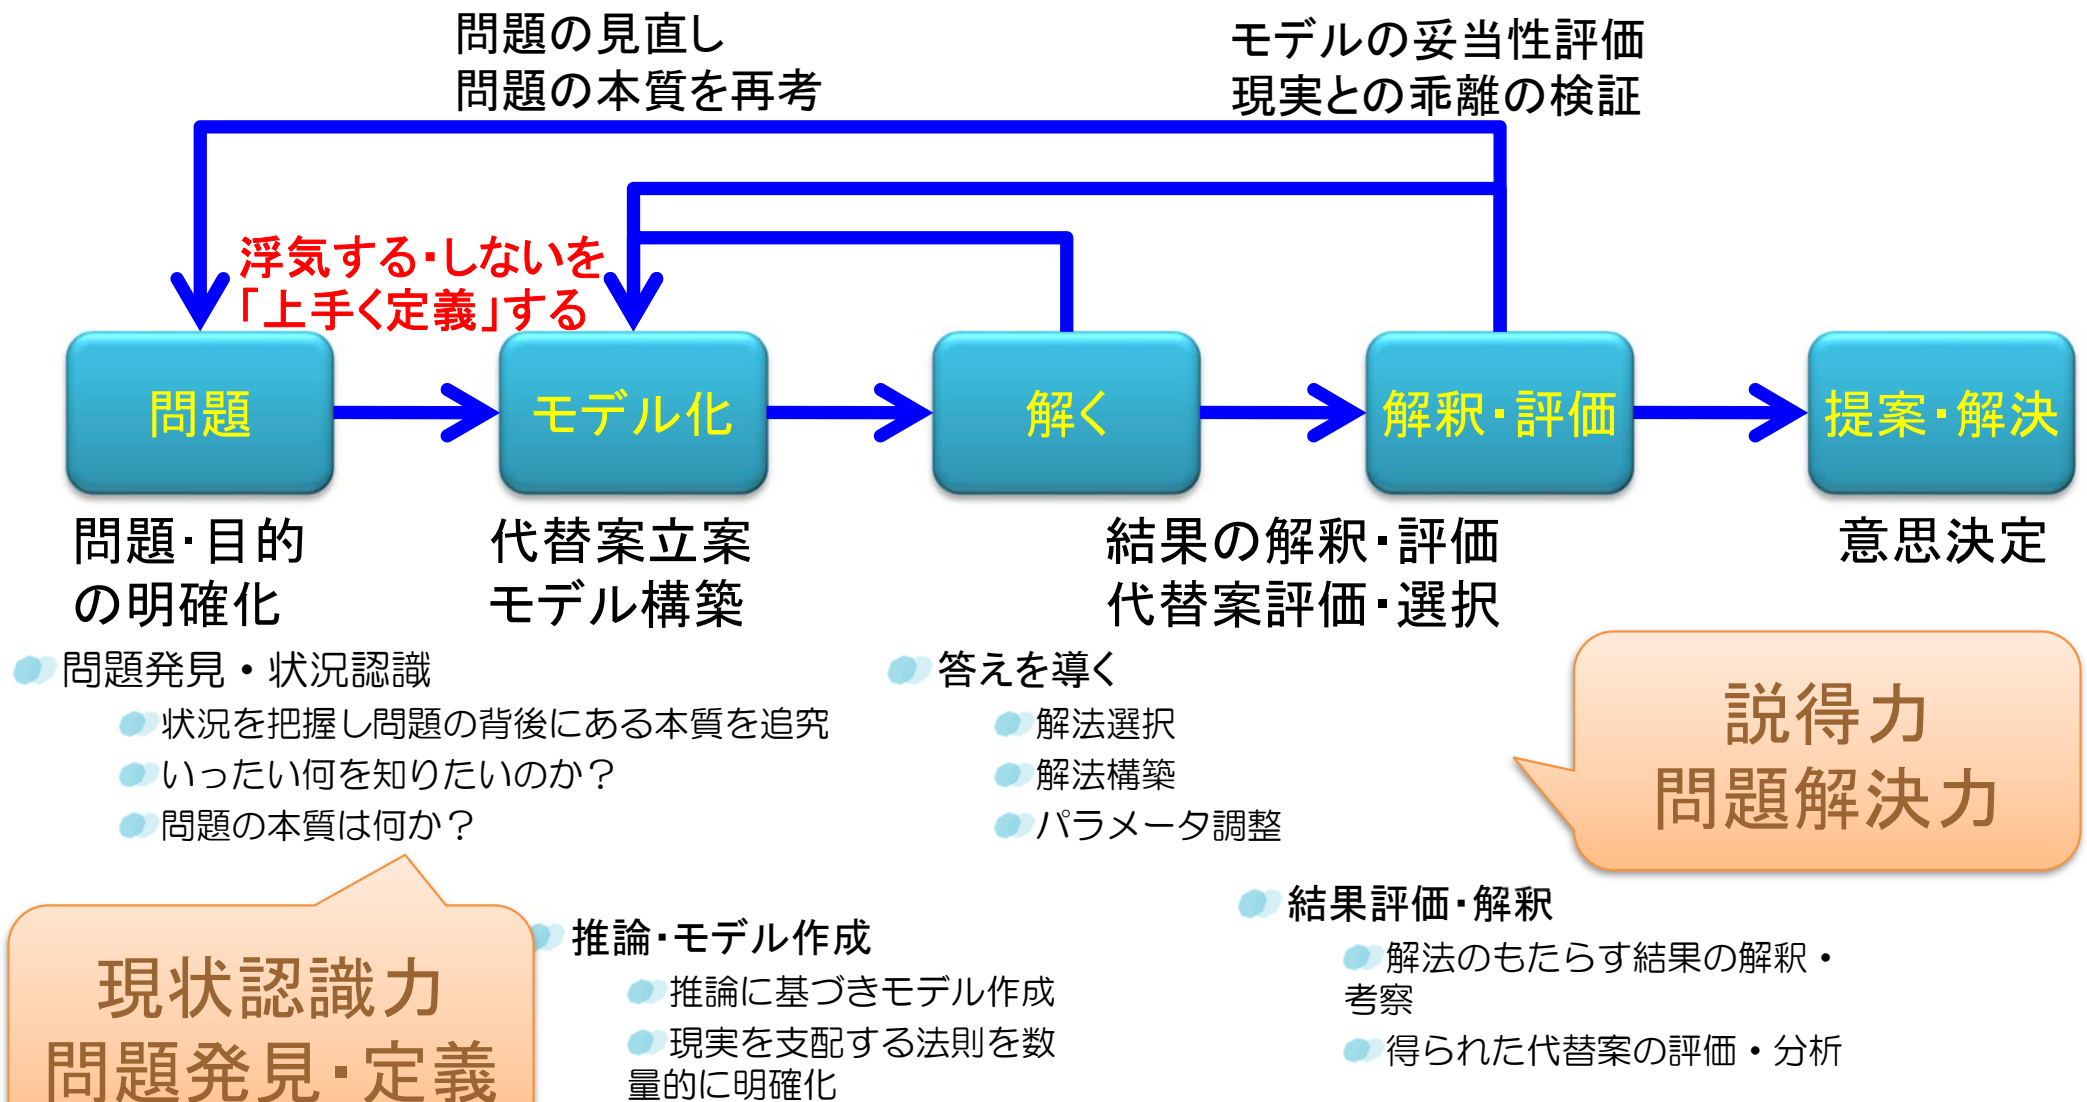 問題の見直し
問題の本質を再考
モデルの妥当性評価
現実との乖離の検証
浮気する・しないを
「上手く定義」する
問題
モデル化
解く
解釈・評価
提案・解決
問題・目的
の明確化
代替案立案
モデル構築
結果の解釈・評価
代替案評価・選択
意思決定
問題発見・状況認識
状況を把握し問題の背後にある本質を追究
いったい何を知りたいのか？
問題の本質は何か？
答えを導く
解法選択
解法構築
パラメータ調整
説得力
問題解決力
現状認識力
問題発見・定義
推論・モデル作成
推論に基づきモデル作成
現実を支配する法則を数
量的に明確化
結果評価・解釈
解法のもたらす結果の解釈・
考察
得られた代替案の評価・分析